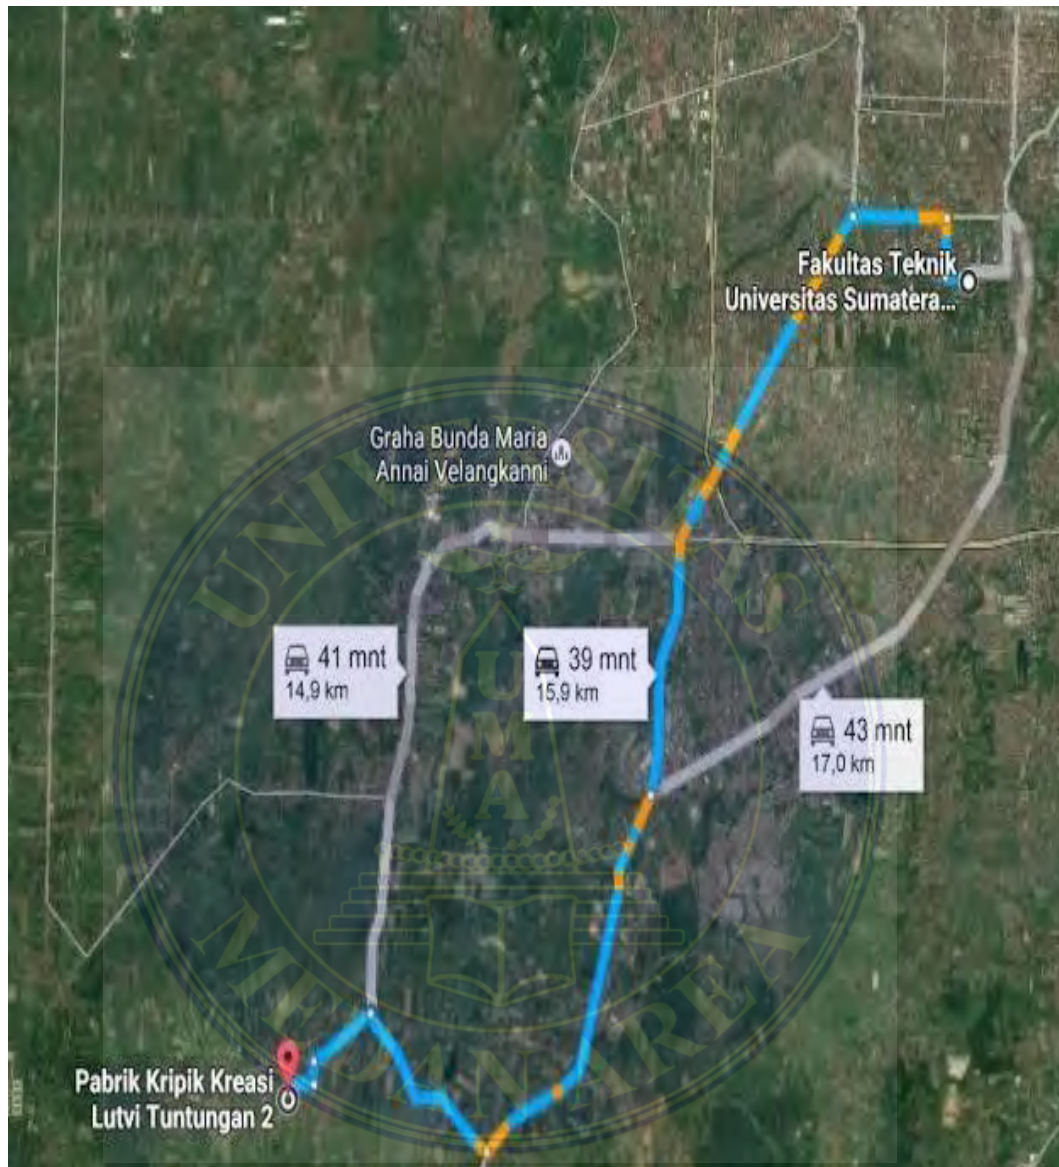 Fakultas Teknik
Universitas Sumatera...
Graha Bunda Maria
Annai Velangkanni
41 mnt
14,9 km
39 mnt
15,9 km
43 mnt
17,0 km
Pabrik Kripik Kreasi
Lutvi Tuntungan 2
UNIVERSITAS
UMA
MEDAN AREA